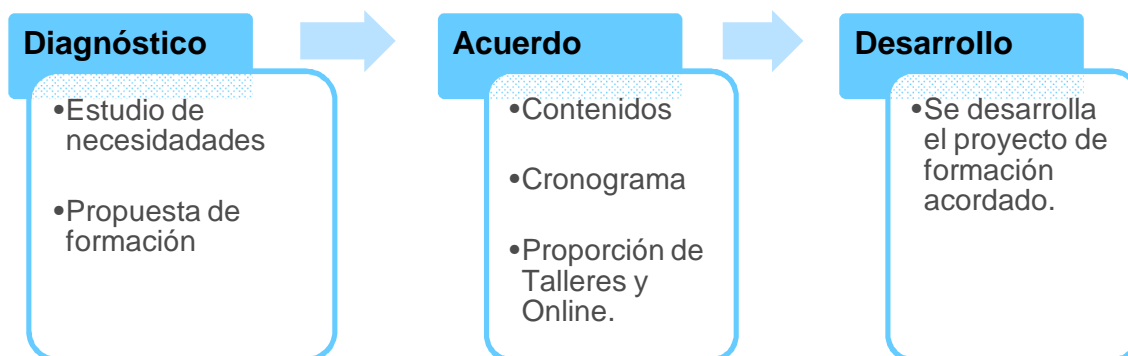 Diagnóstico
•Estudio de
necesidadades
•Propuesta de
formación
Acuerdo
•Contenidos
•Cronograma
•Proporción de
Talleres y
Online.
Desarrollo
•Se desarrolla
el proyecto de
formación
acordado.